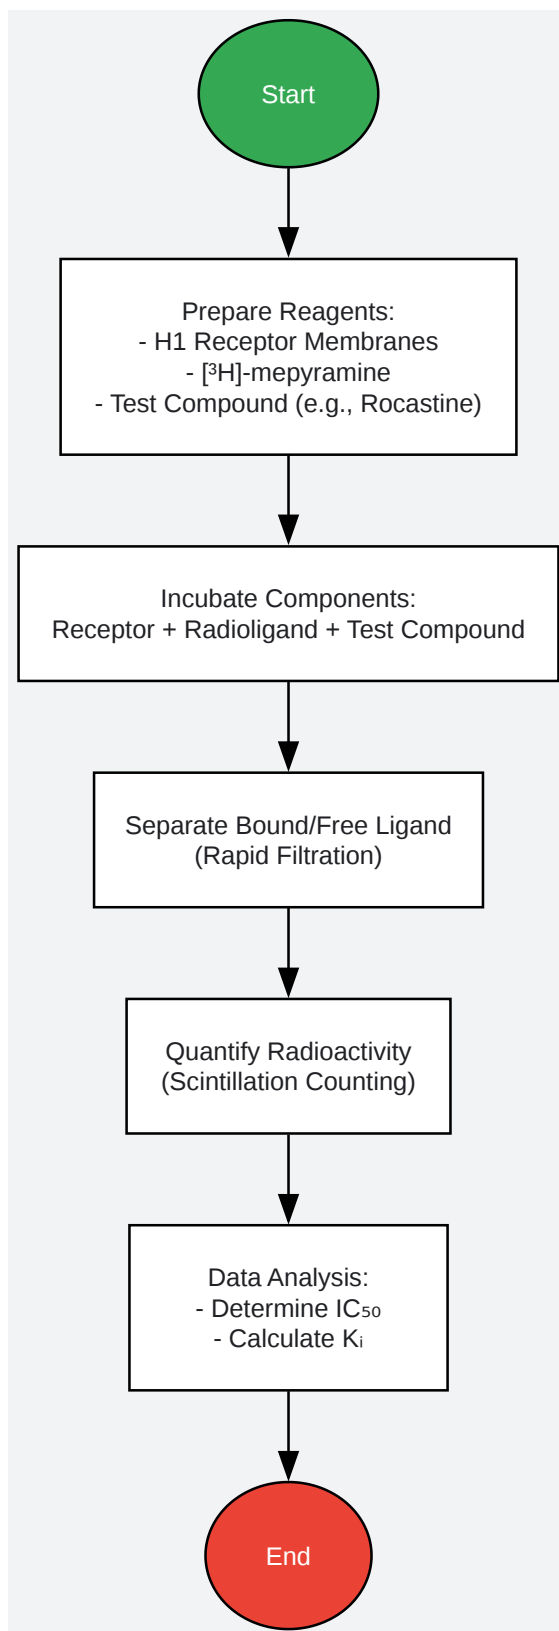 Start
Prepare Reagents:
- H1 Receptor Membranes
- [³H]-mepyramine
- Test Compound (e.g., Rocastine)
Incubate Components:
Receptor + Radioligand + Test Compound
Separate Bound/Free Ligand
(Rapid Filtration)
Quantify Radioactivity
(Scintillation Counting)
Data Analysis:
- Determine IC₅₀
- Calculate Kᵢ
End